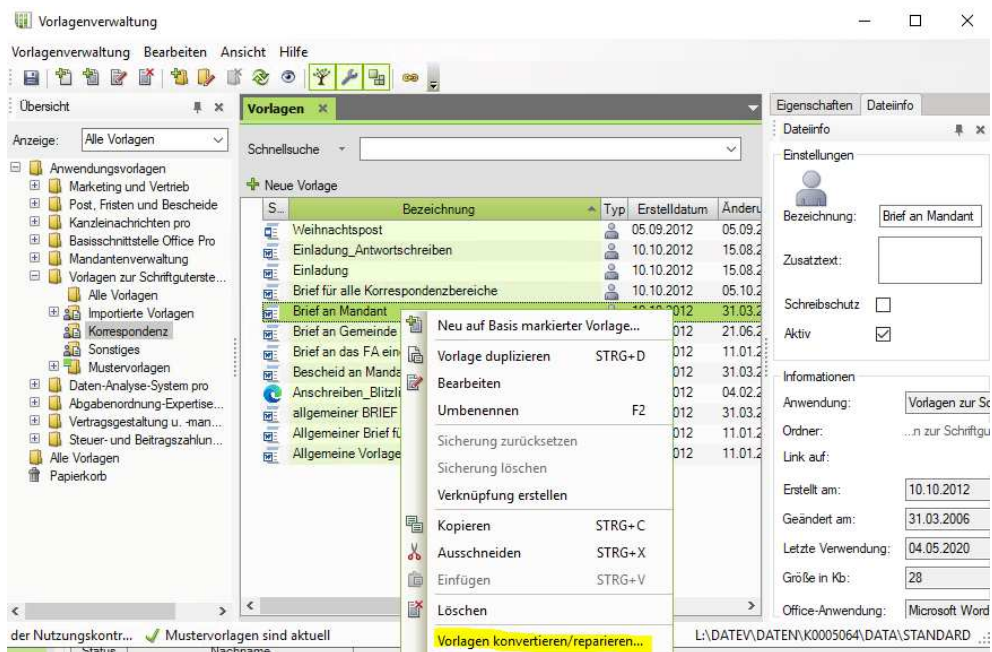 Vorlagenverwaltung
Vorlagenverwaltung Bearbeiten Ansicht Hilfe
Übersicht
Anzeige: Alle Vorlagen
Anwendungsvorlagen
Marketing und Vertrieb
Post, Fristen und Bescheide
Kanzleinachrichten pro
Basisschnittstelle Office Pro
Mandantenverwaltung
Vorlagen zur Schriftguterste...
Alle Vorlagen
Importierte Vorlagen
Korrespondenz
Sonstiges
Mustervorlagen
Daten-Analyse-System pro
Abgabenordnung-Expertise...
Vertragsgestaltung u. -man...
Steuer- und Beitragszahlun...
Alle Vorlagen
Papierkorb
Vorlagen
Schnellsuche
Neue Vorlage
S... Bezeichnung Typ Erstelldatum Änderu
Weihnachtspost 05.09.2012 05.09.2
Einladung_Antwortschreiben 10.10.2012 15.08.2
Einladung 10.10.2012 15.08.2
Brief für alle Korrespondenzbereiche 10.10.2012 05.10.2
Brief an Mandant 10.10.2012 31.03.2
Brief an Gemeinde 012 21.06.2
Brief an das FA ein 012 11.01.2
Bescheid an Manda 012 31.03.2
Anschreiben_Blitzli 012 04.02.2
allgemeiner BRIEF 012 31.03.2
Allgemeiner Brief fü 012 11.01.2
Allgemeine Vorlage 012 11.01.2
Neu auf Basis markierter Vorlage...
Vorlage duplizieren STRG+D
Bearbeiten
Umbenennen F2
Sicherung zurücksetzen
Sicherung löschen
Verknüpfung erstellen
Kopieren STRG+C
Ausschneiden STRG+X
Einfügen STRG+V
Löschen
Vorlagen konvertieren/reparieren...
Eigenschaften Dateiinfo
Dateiinfo
Einstellungen
Bezeichnung: Brief an Mandant
Zusatztext:
Schreibschutz
Aktiv
Informationen
Anwendung: Vorlagen zur Sc
Ordner: ...n zur Schriftgu
Link auf:
Erstellt am: 10.10.2012
Geändert am: 31.03.2006
Letzte Verwendung: 04.05.2020
Größe in Kb: 28
Office-Anwendung: Microsoft Word
der Nutzungskontr... Mustervorlagen sind aktuell L:\DATEV\DATEN\K0005064\DATA\STANDARD
Status Nachname